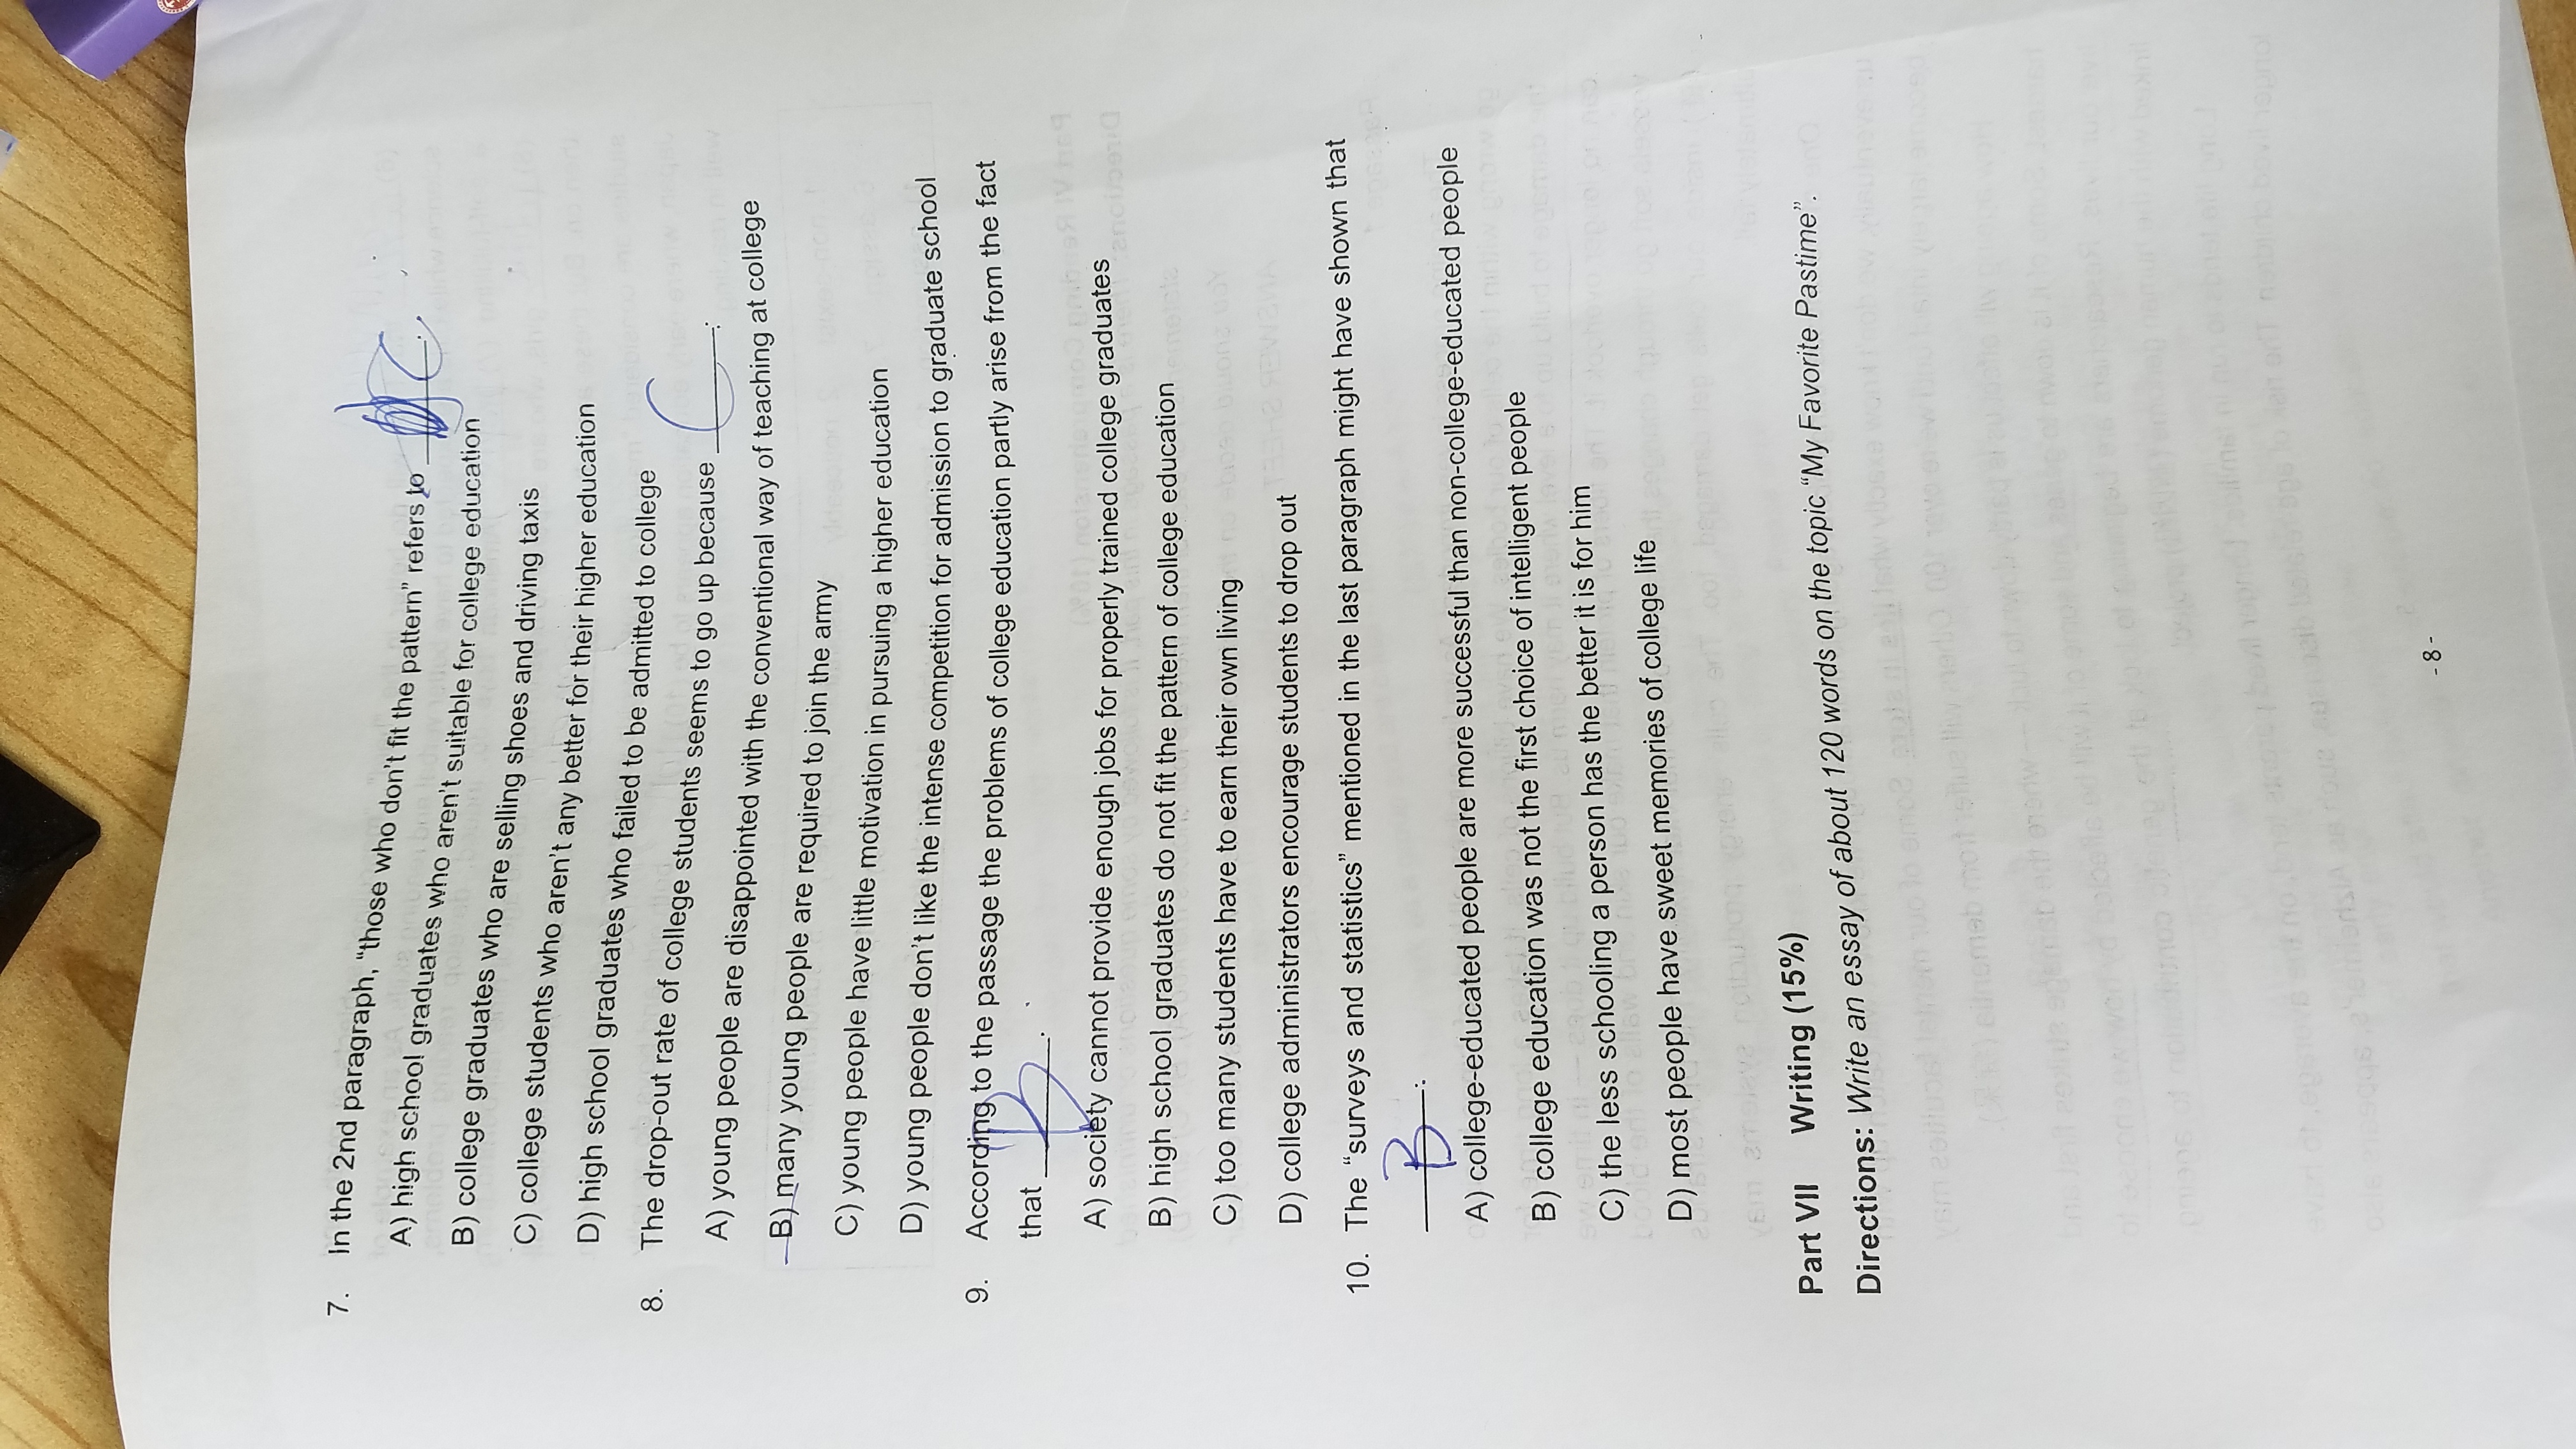 7. In the 2nd paragraph, “those who don’t fit the pattern” refers to ________. C
A) high school graduates who aren’t suitable for college education
B) college graduates who are selling shoes and driving taxis
C) college students who aren’t any better for their higher education
D) high school graduates who failed to be admitted to college
8. The drop-out rate of college students seems to go up because ________. C
A) young people are disappointed with the conventional way of teaching at college
B) many young people are required to join the army
C) young people have little motivation in pursuing a higher education
D) young people don’t like the intense competition for admission to graduate school
9. According to the passage the problems of college education partly arise from the fact
that ________. B
A) society cannot provide enough jobs for properly trained college graduates
B) high school graduates do not fit the pattern of college education
C) too many students have to earn their own living
D) college administrators encourage students to drop out
10. The “surveys and statistics” mentioned in the last paragraph might have shown that
________. B
A) college-educated people are more successful than non-college-educated people
B) college education was not the first choice of intelligent people
C) the less schooling a person has the better it is for him
D) most people have sweet memories of college life
Part VII Writing (15%)
Directions: Write an essay of about 120 words on the topic “My Favorite Pastime”.
- 8 -